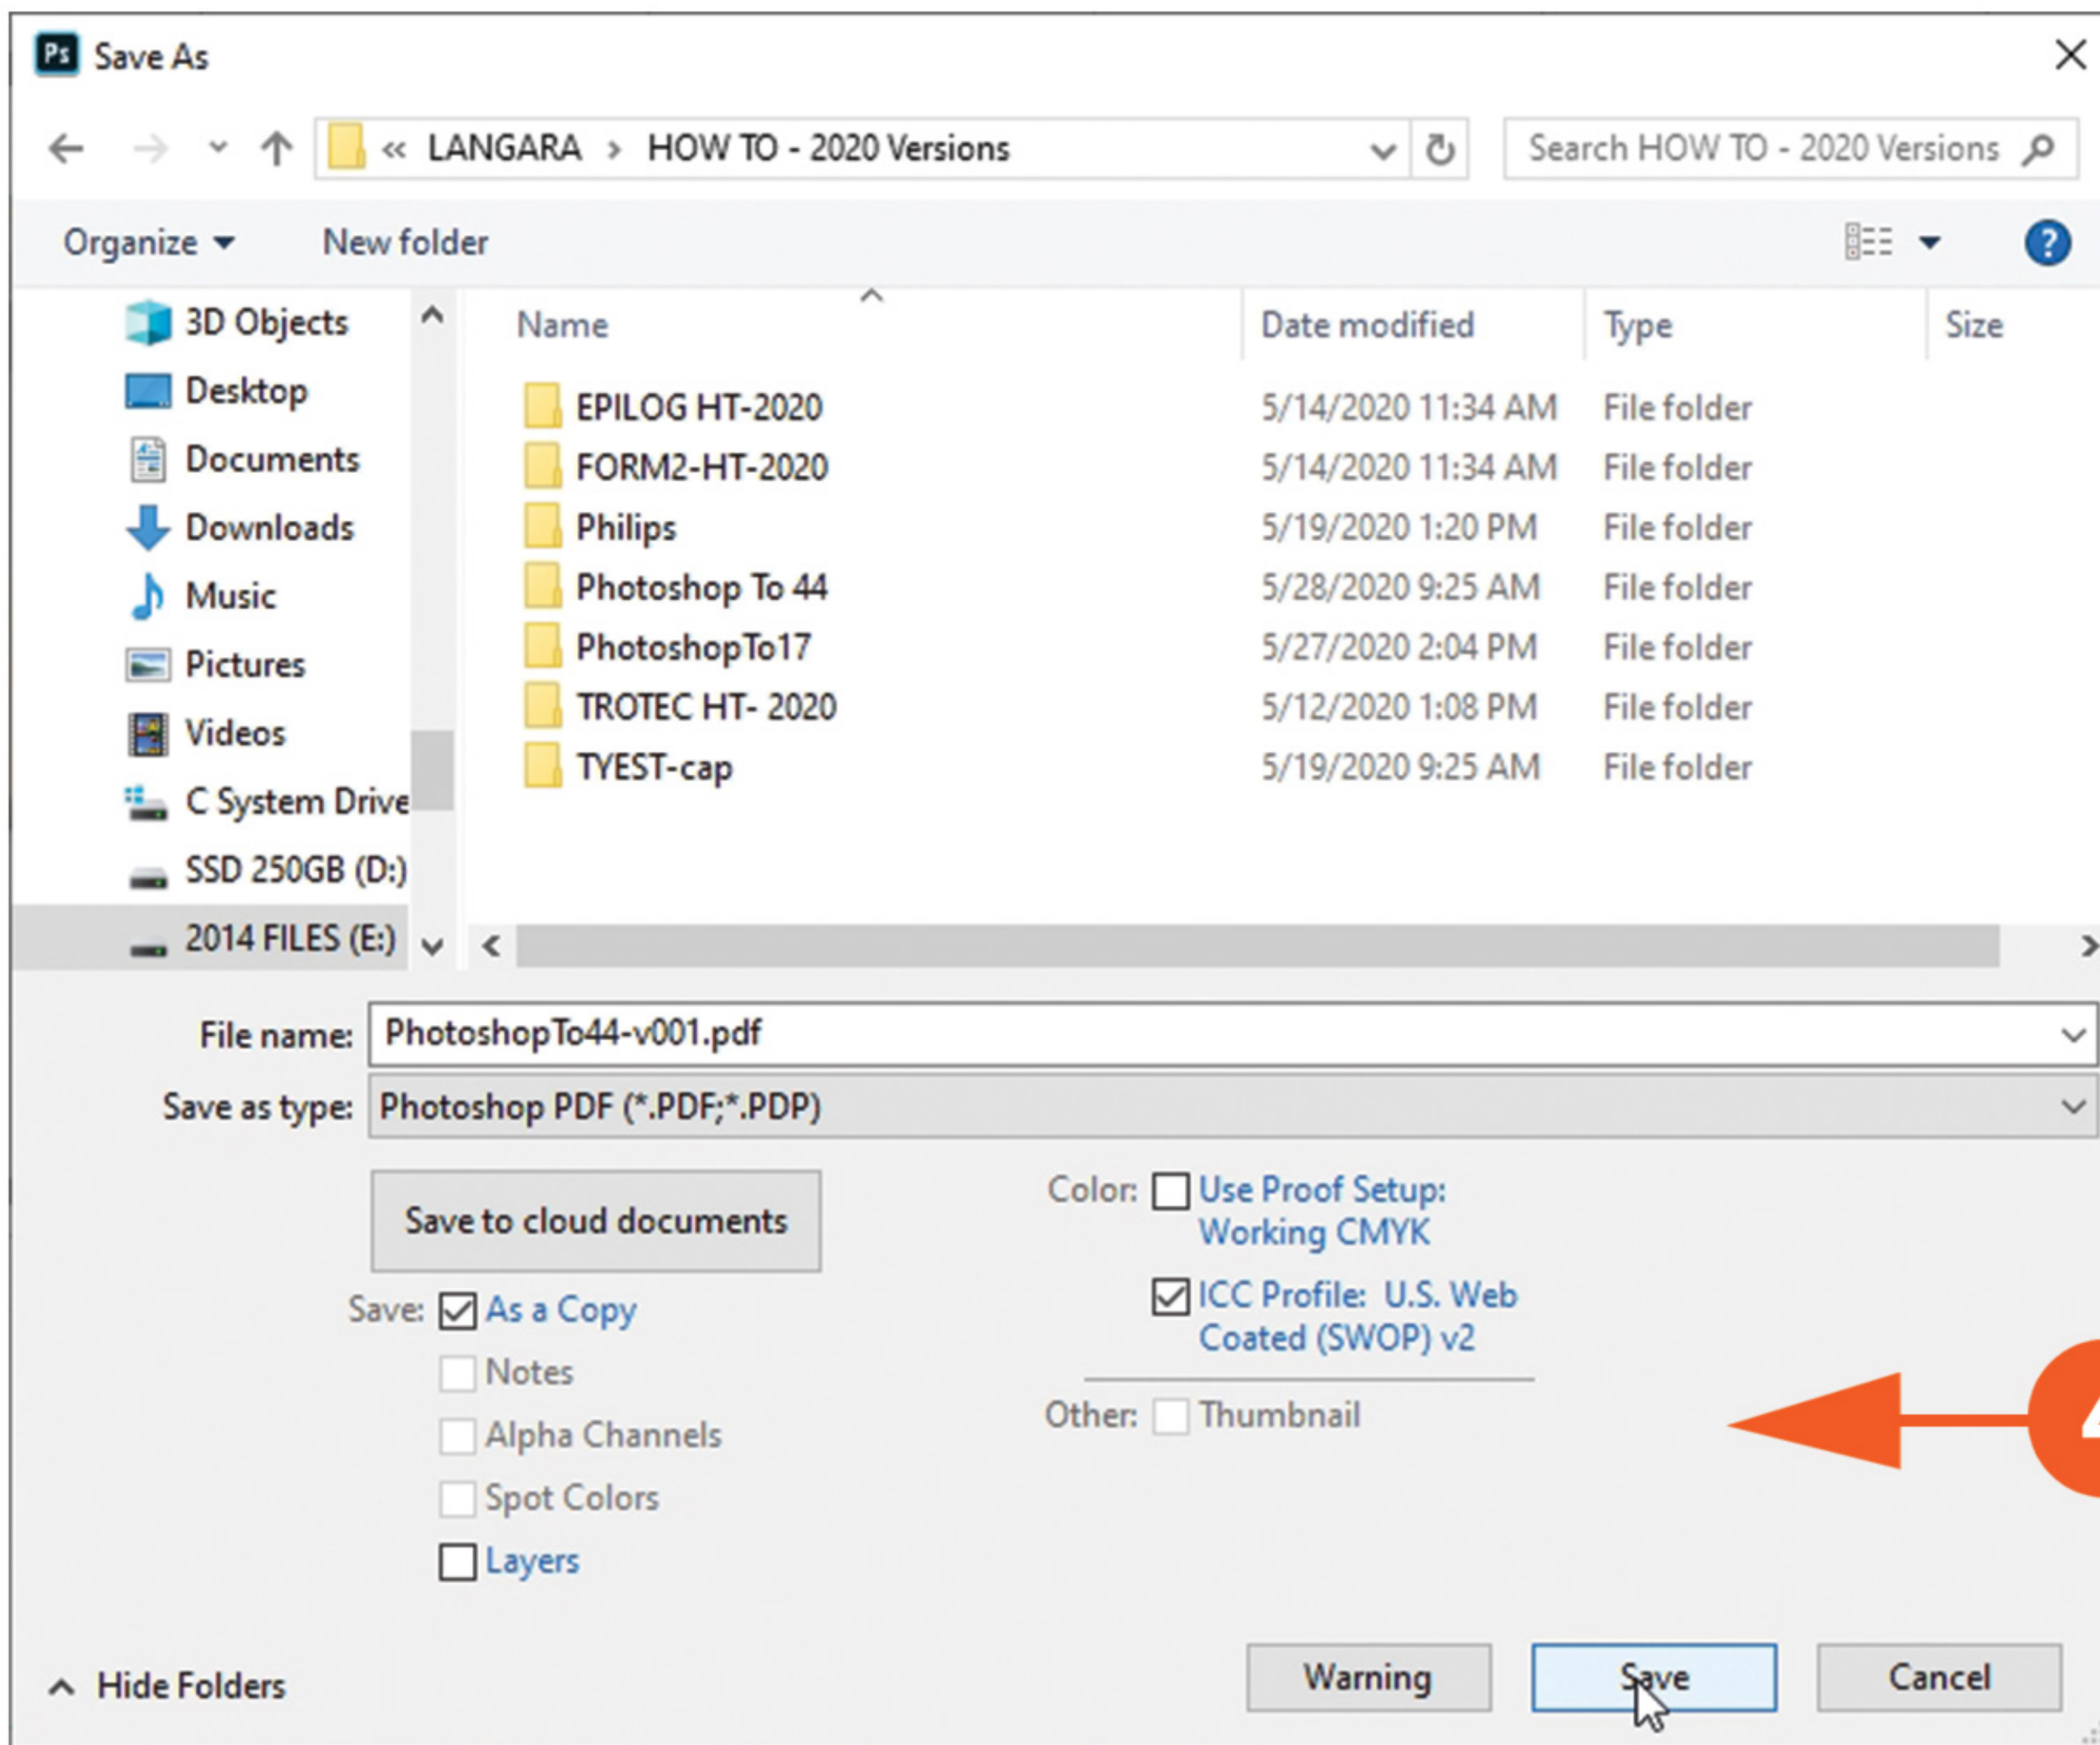 Ps Save As
« LANGARA > HOW TO - 2020 Versions
Search HOW TO - 2020 Versions
Organize New folder
?
3D Objects
Desktop
Documents
Downloads
Music
Pictures
Videos
C System Drive
SSD 250GB (D:)
2014 FILES (E:)
Name Date modified Type Size
EPILOG HT-2020 5/14/2020 11:34 AM File folder
FORM2-HT-2020 5/14/2020 11:34 AM File folder
Philips 5/19/2020 1:20 PM File folder
Photoshop To 44 5/28/2020 9:25 AM File folder
PhotoshopTo17 5/27/2020 2:04 PM File folder
TROTEC HT- 2020 5/12/2020 1:08 PM File folder
TYEST-cap 5/19/2020 9:25 AM File folder
File name: PhotoshopTo44-v001.pdf
Save as type: Photoshop PDF (*.PDF;*.PDP)
Save to cloud documents
Save: As a Copy
Notes
Alpha Channels
Spot Colors
Layers
Color: Use Proof Setup:
Working CMYK
ICC Profile: U.S. Web
Coated (SWOP) v2
Other: Thumbnail
Hide Folders
Warning Save Cancel